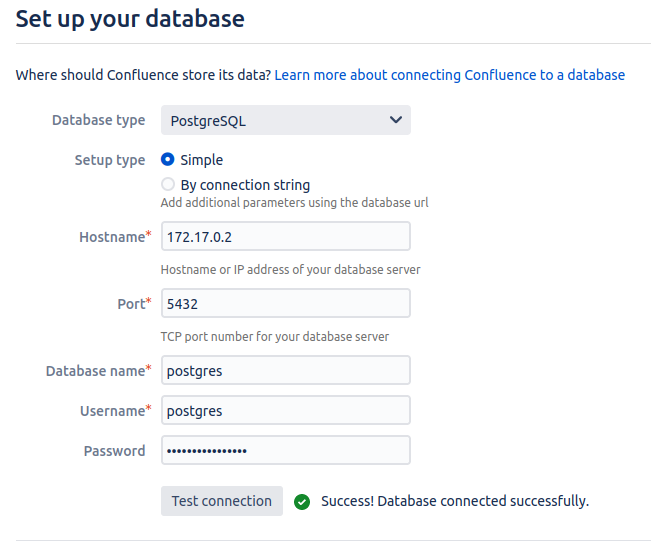 Set up your database
Where should Confluence store its data? Learn more about connecting Confluence to a database
Database type PostgreSQL
Setup type Simple
By connection string
Add additional parameters using the database url
Hostname* 172.17.0.2
Hostname or IP address of your database server
Port* 5432
TCP port number for your database server
Database name* postgres
Username* postgres
Password ••••••••••••••••
Test connection Success! Database connected successfully.